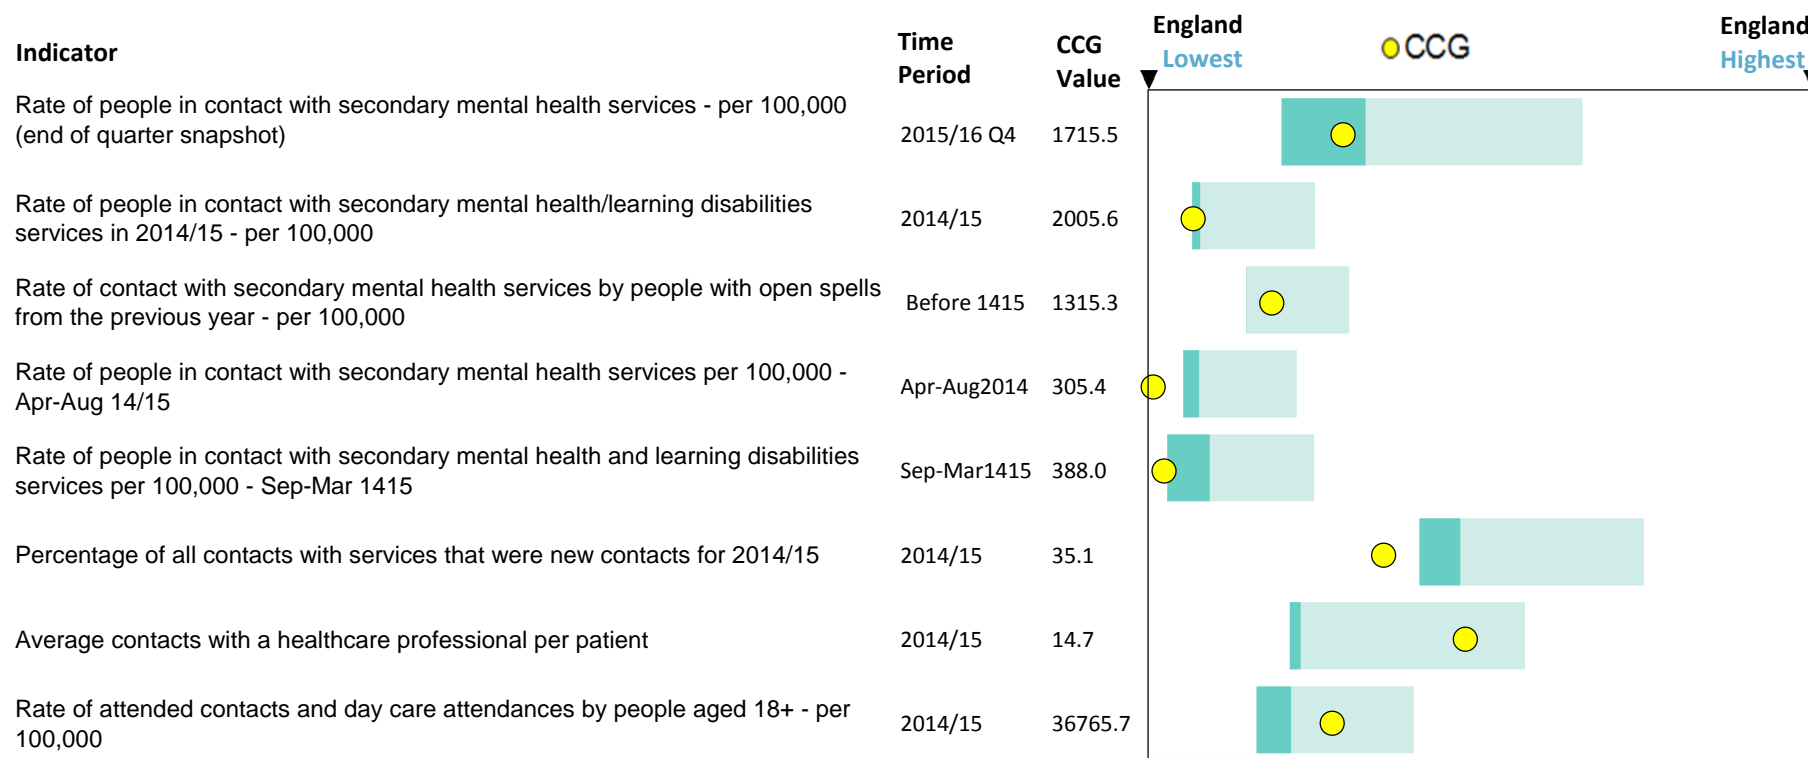 Indicator
Time
Period
CCG
Value
England
Lowest
CCG
England
Highest
Rate of people in contact with secondary mental health services - per 100,000
(end of quarter snapshot)
2015/16 Q4
1715.5
Rate of people in contact with secondary mental health/learning disabilities
services in 2014/15 - per 100,000
2014/15
2005.6
Rate of contact with secondary mental health services by people with open spells
from the previous year - per 100,000
Before 1415
1315.3
Rate of people in contact with secondary mental health services per 100,000 -
Apr-Aug 14/15
Apr-Aug2014
305.4
Rate of people in contact with secondary mental health and learning disabilities
services per 100,000 - Sep-Mar 1415
Sep-Mar1415
388.0
Percentage of all contacts with services that were new contacts for 2014/15
2014/15
35.1
Average contacts with a healthcare professional per patient
2014/15
14.7
Rate of attended contacts and day care attendances by people aged 18+ - per
100,000
2014/15
36765.7